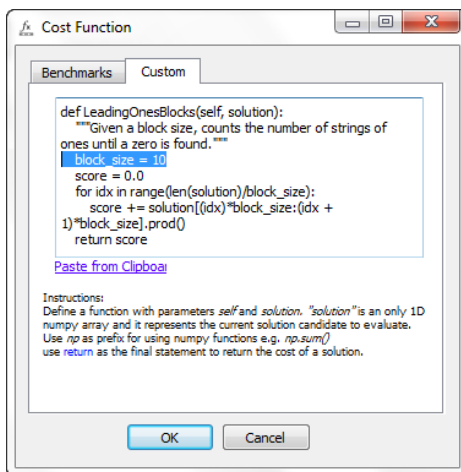 Cost Function
Benchmarks Custom
def LeadingOnesBlocks(self, solution):
"""Given a block size, counts the number of strings of
ones until a zero is found."""
block_size = 10
score = 0.0
for idx in range(len(solution)/block_size):
score += solution[(idx)*block_size:(idx +
1)*block_size].prod()
return score
Paste from Clipboa
Instructions:
Define a function with parameters self and solution. "solution" is an only 1D
numpy array and it represents the current solution candidate to evaluate.
Use np as prefix for using numpy functions e.g. np.sum()
use return as the final statement to return the cost of a solution.
OK Cancel